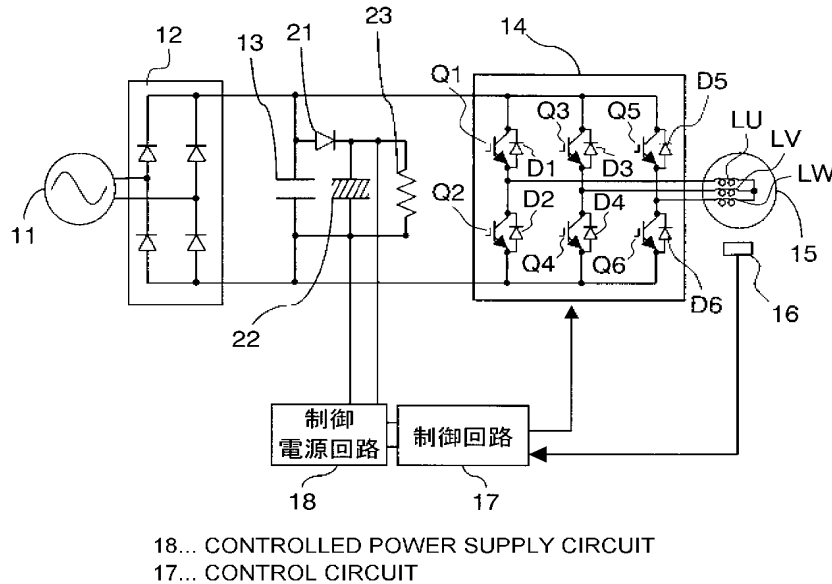 12
13
21
23
14
Q1
Q3
Q5
D5
LU
LV
LW
D1
D3
Q2
D2
D4
11
Q4
Q6
15
22
D6
16
制御
電源回路
制御回路
18
17
18... CONTROLLED POWER SUPPLY CIRCUIT
17... CONTROL CIRCUIT